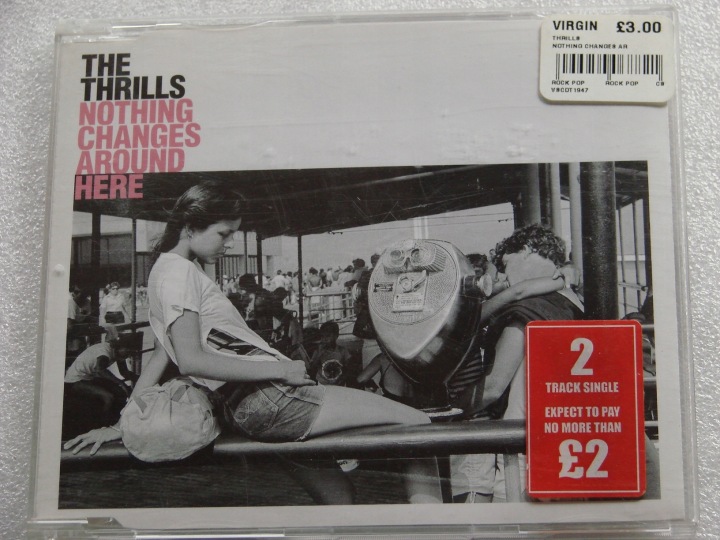 THE
THRILLS
NOTHING
CHANGES
AROUND
HERE
VIRGIN £3.00
THRILLS
NOTHING CHANGES AR
ROCK POP ROCK POP CS
VSCDT1947
2
TRACK SINGLE
EXPECT TO PAY
NO MORE THAN
£2